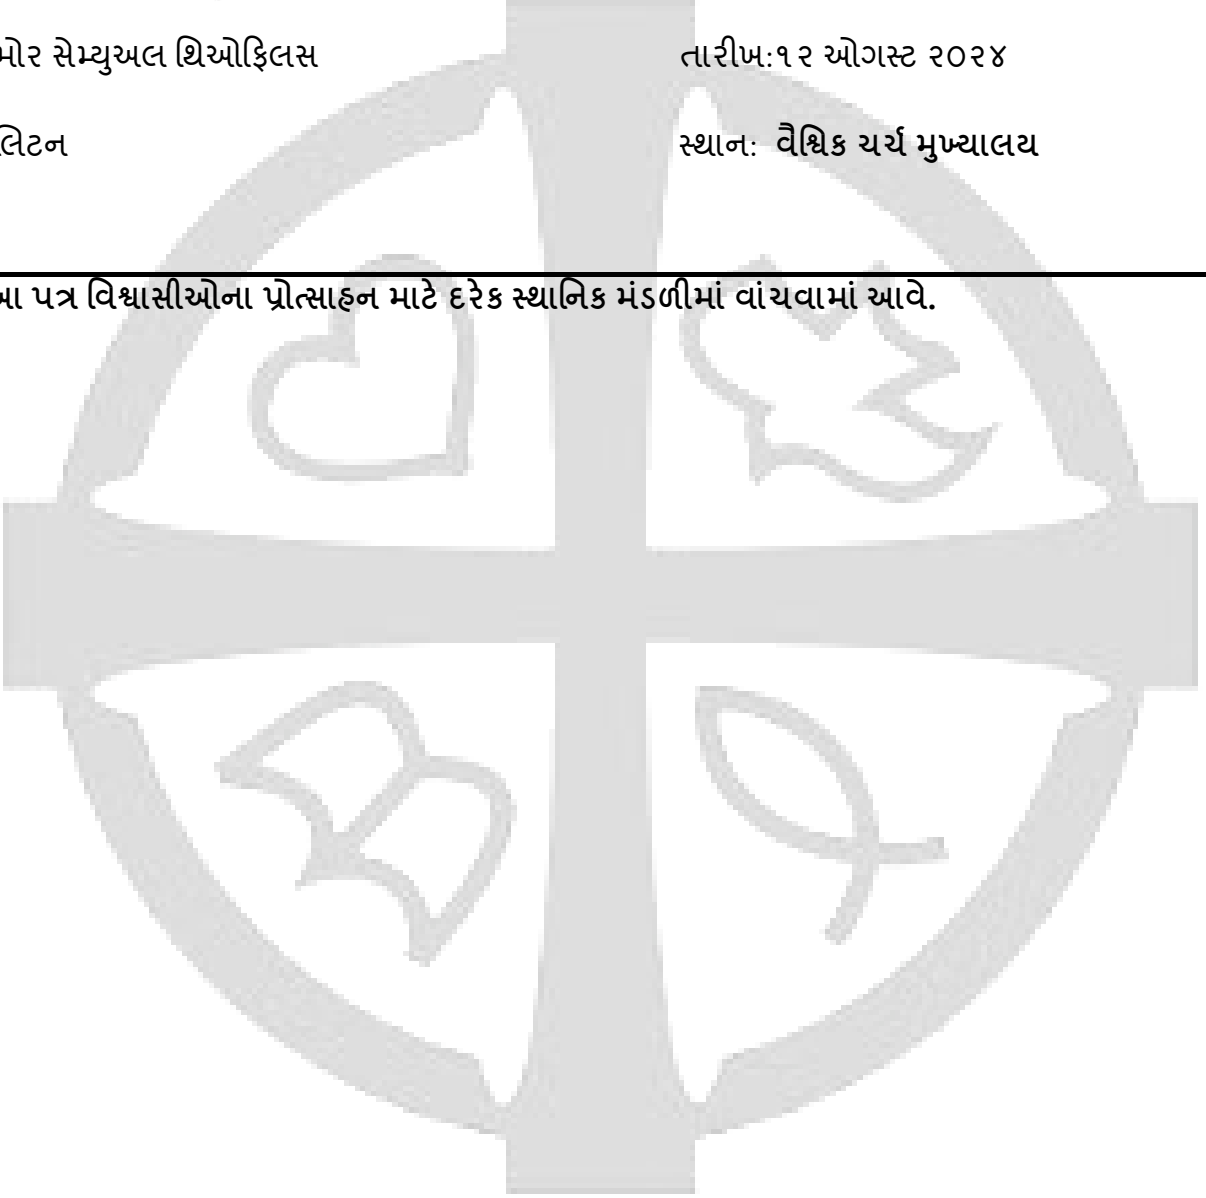 મોર સેમ્યુઅલ થિઓફિલસ તારીખ:૧૨ ઓગસ્ટ ૨૦૨૪
લિટન સ્થાન: વૈશ્વિક ચર્ચ મુખ્યાલય
આ પત્ર વિશ્વાસીઓના પ્રોત્સાહન માટે દરેક સ્થાનિક મંડળીમાં વાંચવામાં આવે.